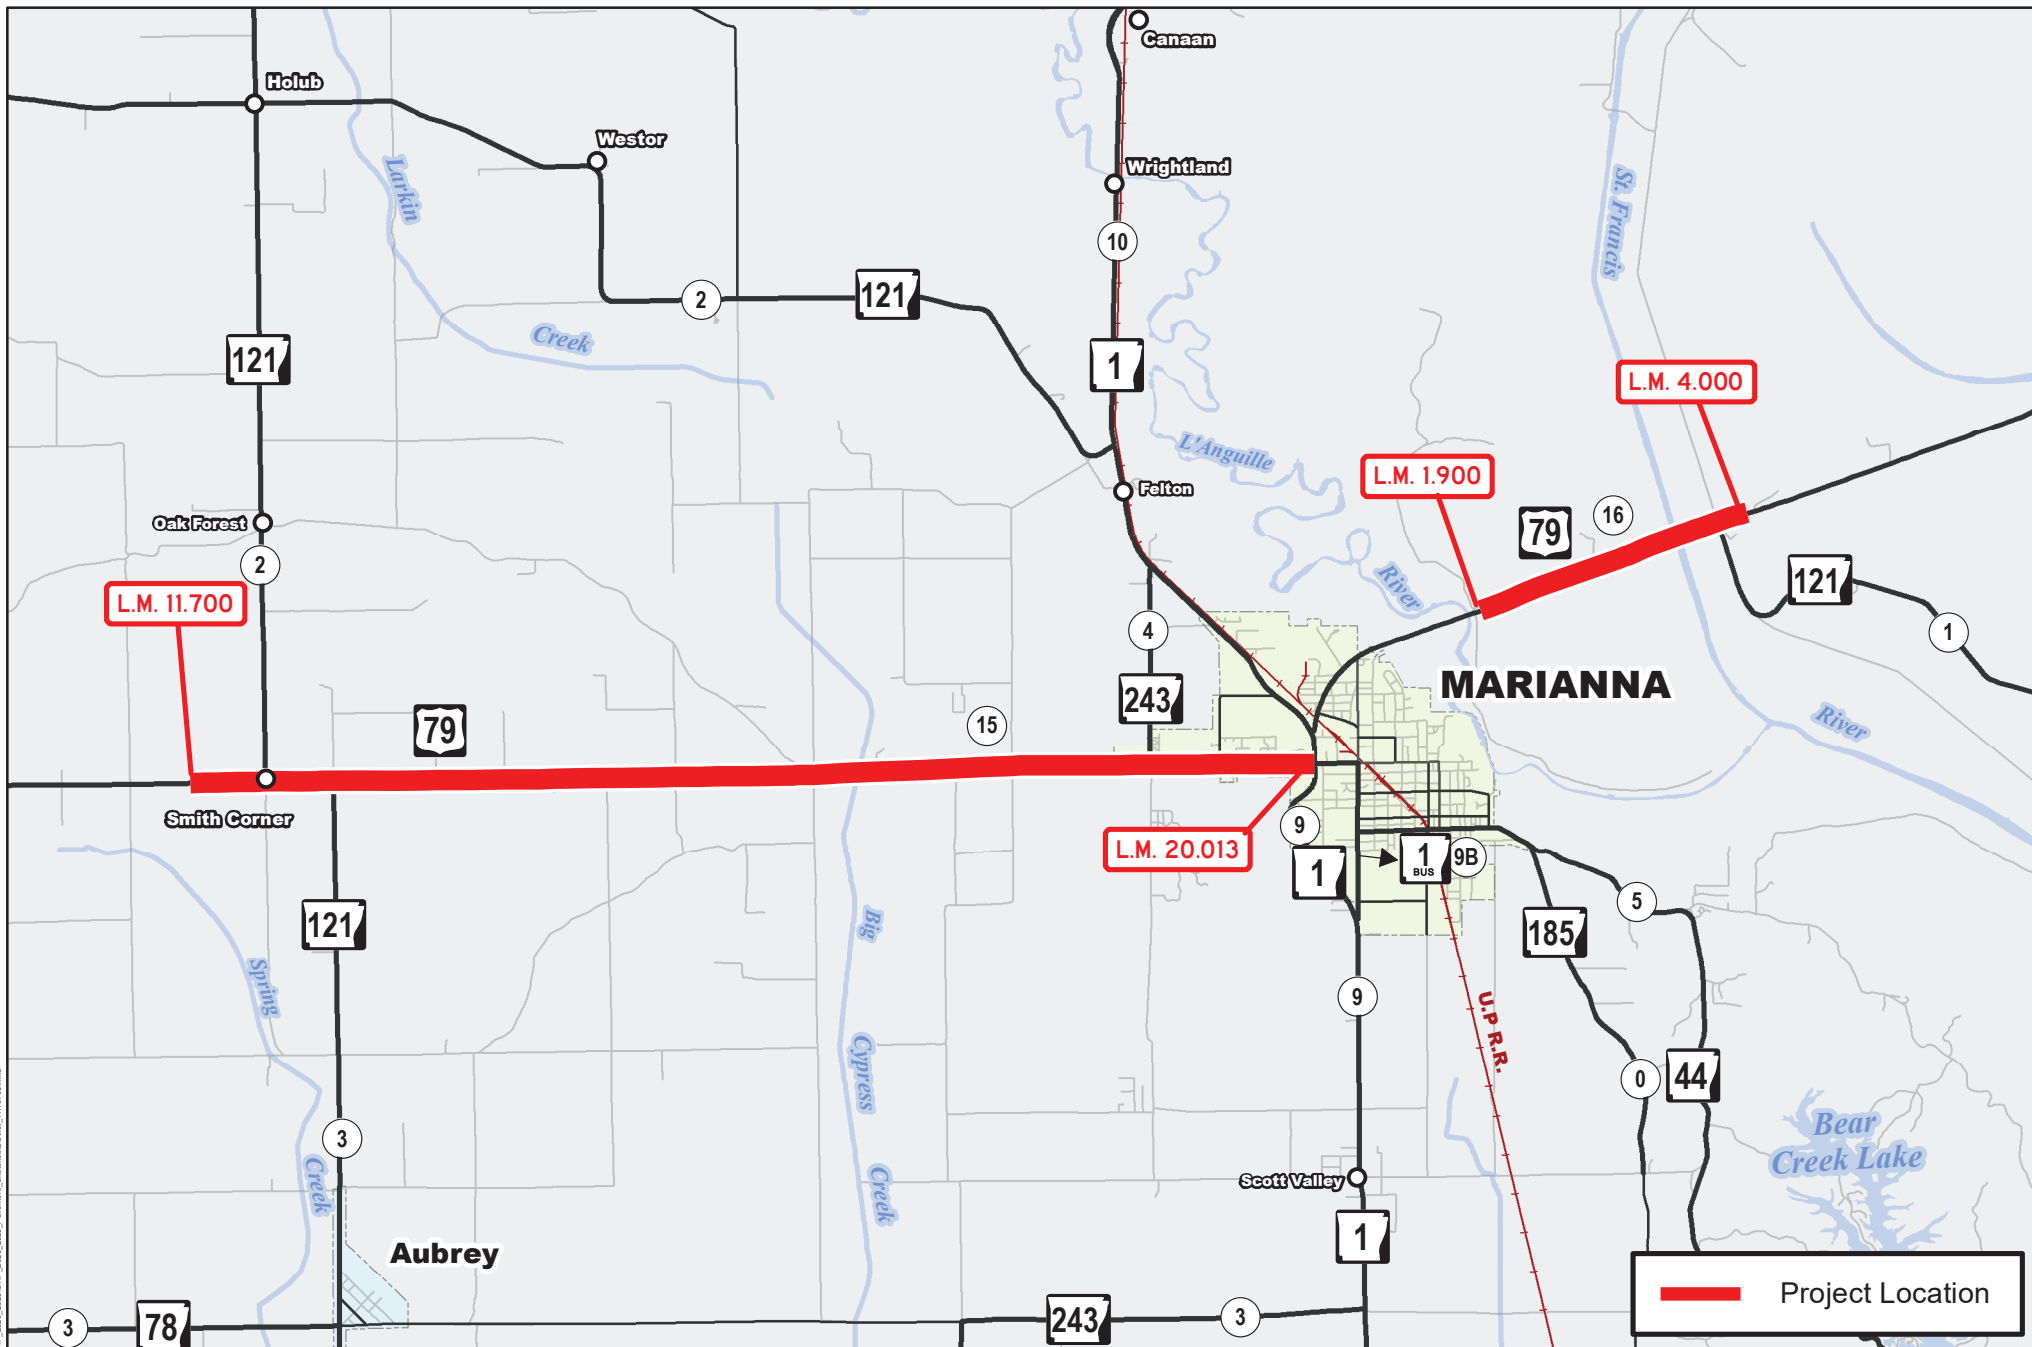 Canaan
Holub
Westor
Wrightland
Larkin
St. Francis
10
2
121
Creek
121
1
L.M. 4.000
L'Anguille
L.M. 1.900
Felton
Oak Forest
79
16
2
121
River
L.M. 11.700
4
1
MARIANNA
243
79
15
River
Smith Corner
L.M. 20.013
9
1
1
BUS
9B
5
121
Big
185
Spring
9
U.P R.R.
Cypress
0
44
3
Bear
Creek Lake
Creek
Scott Valley
Creek
1
Aubrey
Project Location
3
78
243
3